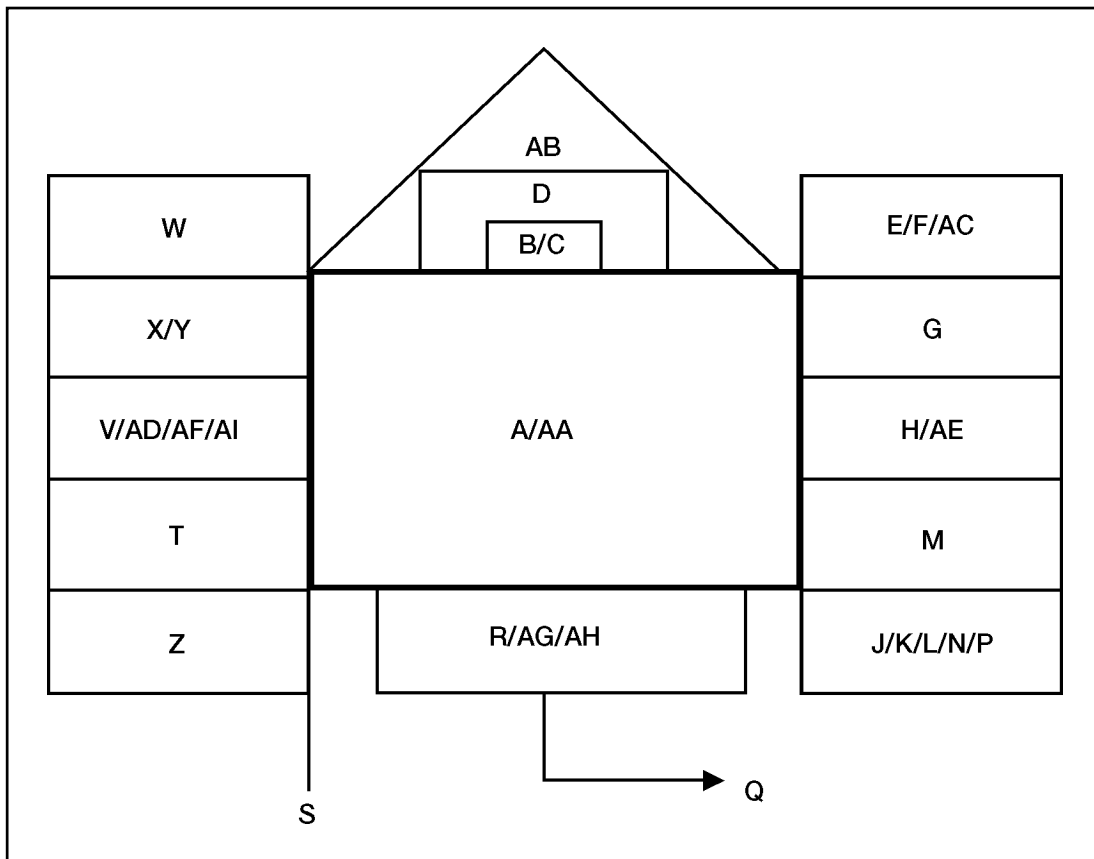 AB
D
B/C
W
E/F/AC
X/Y
G
V/AD/AF/AI
A/AA
H/AE
T
M
Z
R/AG/AH
J/K/L/N/P
Q
S